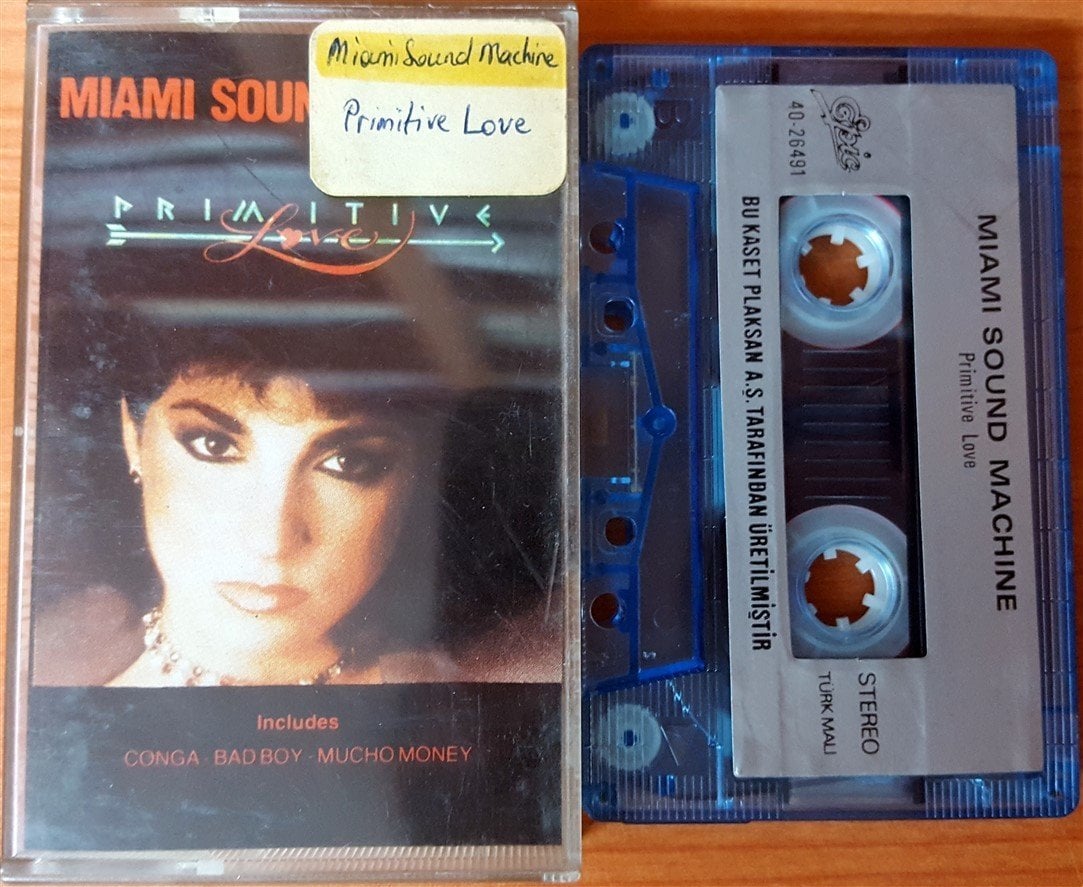 Miami Sound Machine
Primitive Love
MIAMI SOUN
PRIMITIVE
Love
Includes
CONGA BAD BOY - MUCHO MONEY
B
Epic
40-26491
BU KASET PLAKSAN A.Ş. TARAFINDAN ÜRETİLMİŞTİR
MIAMI SOUND MACHINE
Primitive Love
STEREO
TÜRK MALI